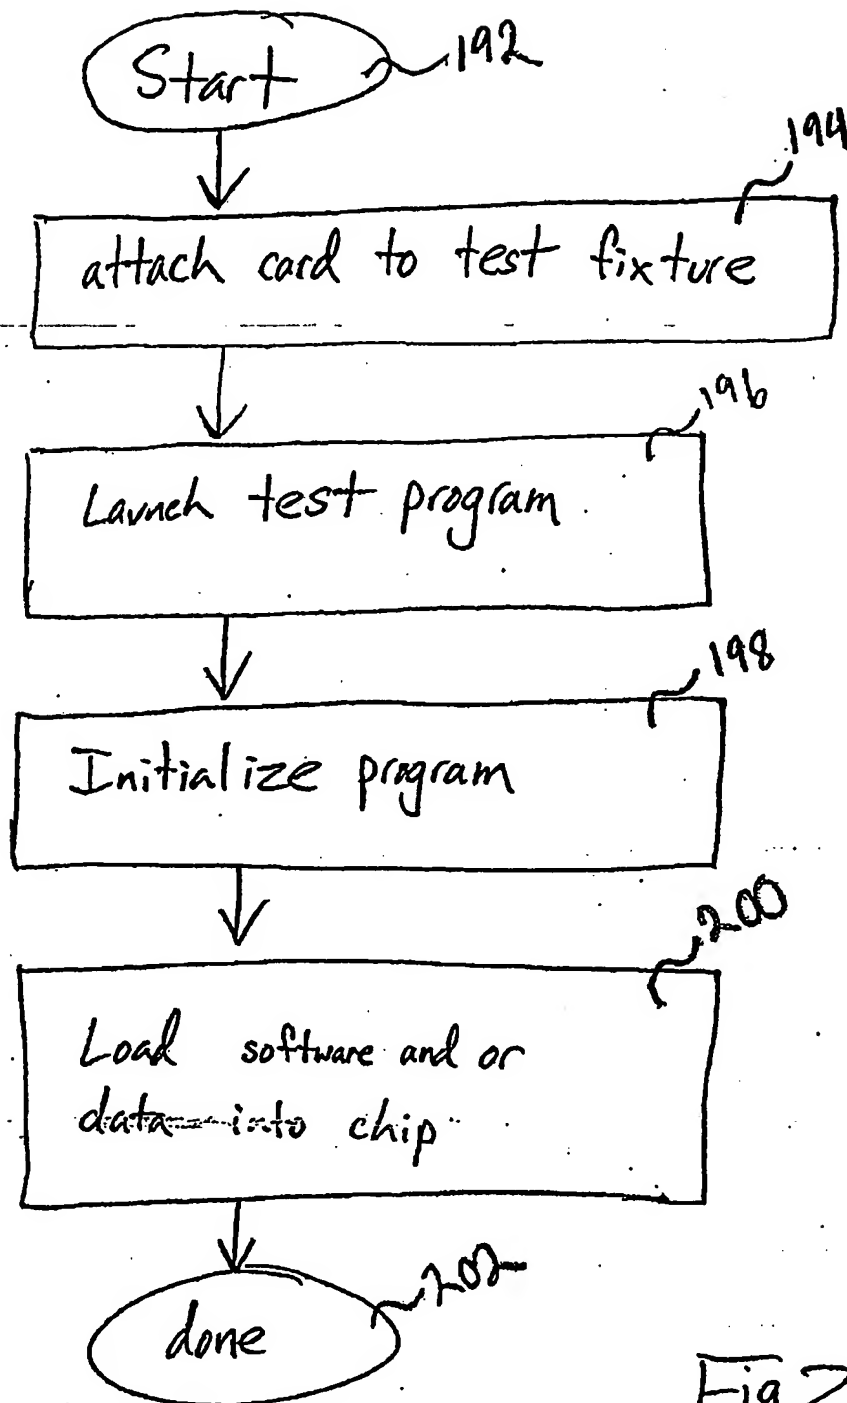 Start
192
194
attach card to test fixture
196
Launch test program
198
Initialize program
200
Load software and or
data into chip
202
done
Fig